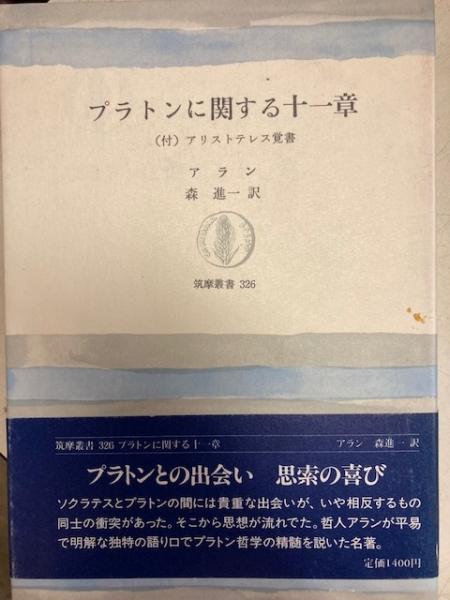 プラトンに関する十一章
(付) アリストテレス覚書
アラン
森 進一 訳
筑摩叢書 326
筑摩叢書 326 プラトンに関する十一章 アラン 森 進一 訳
プラトンとの出会い 思索の喜び
ソクラテスとプラトンの間には貴重な出会いが、いや相反するもの
同士の衝突があった。そこから思想が流れでた。哲人アランが平易
で明解な独特の語り口でプラトン哲学の精髄を説いた名著。
定価1400円